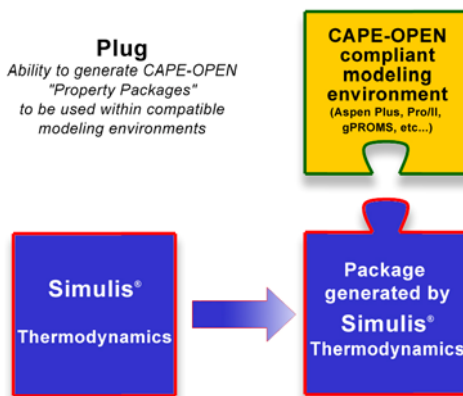 Plug
Ability to generate CAPE-OPEN
"Property Packages"
to be used within compatible
modeling environments
CAPE-OPEN
compliant
modeling
environment
(Aspen Plus, Pro/II,
gPROMS, etc...)
Simulis®
Thermodynamics
Package
generated by
Simulis®
Thermodynamics